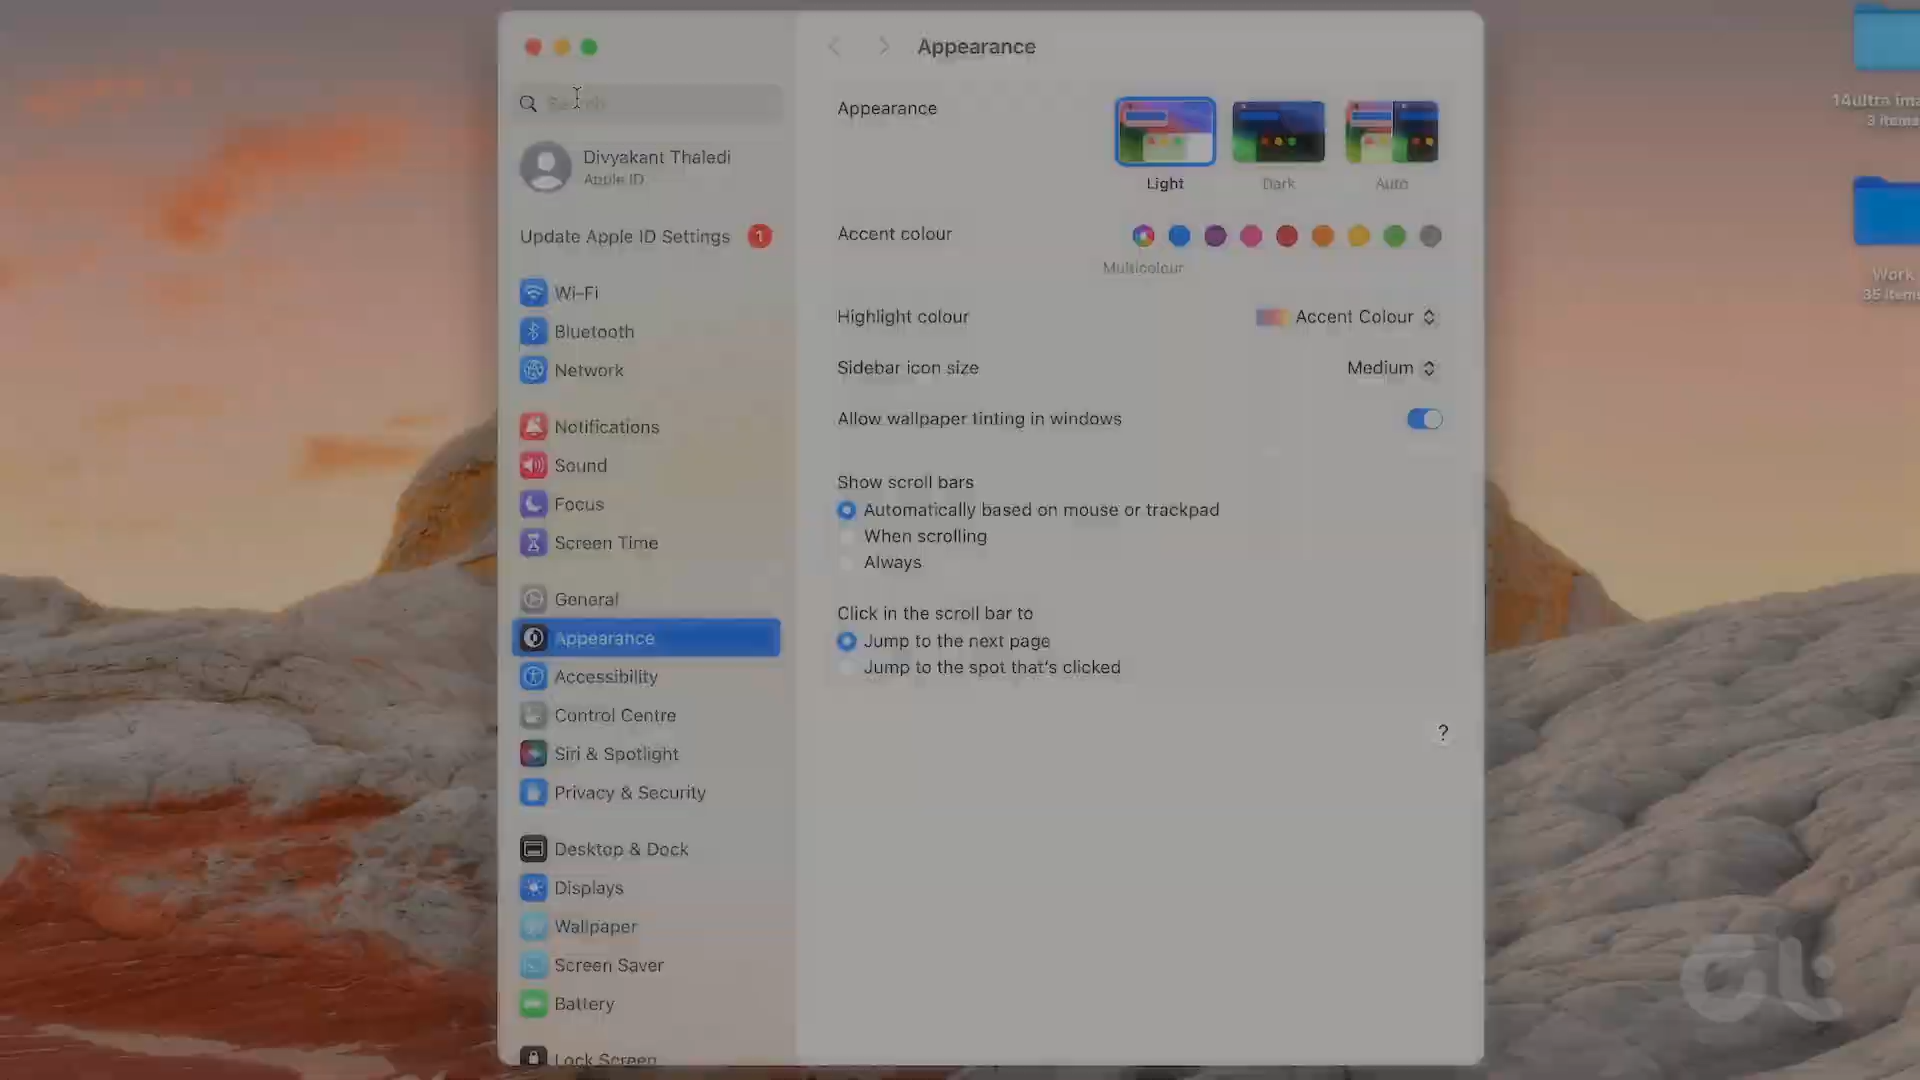 Appearance
Search
Divyakant Thaledi
Apple ID
Update Apple ID Settings 1
Wi-Fi
Bluetooth
Network
Notifications
Sound
Focus
Screen Time
General
Appearance
Accessibility
Control Centre
Siri & Spotlight
Privacy & Security
Desktop & Dock
Displays
Wallpaper
Screen Saver
Battery
Lock Screen
Appearance
Light
Dark
Auto
Accent colour
Multicolour
Highlight colour
Accent Colour
Sidebar icon size
Medium
Allow wallpaper tinting in windows
Show scroll bars
Automatically based on mouse or trackpad
When scrolling
Always
Click in the scroll bar to
Jump to the next page
Jump to the spot that's clicked
?
14ultra ima
3 items
Work
35 items
GT